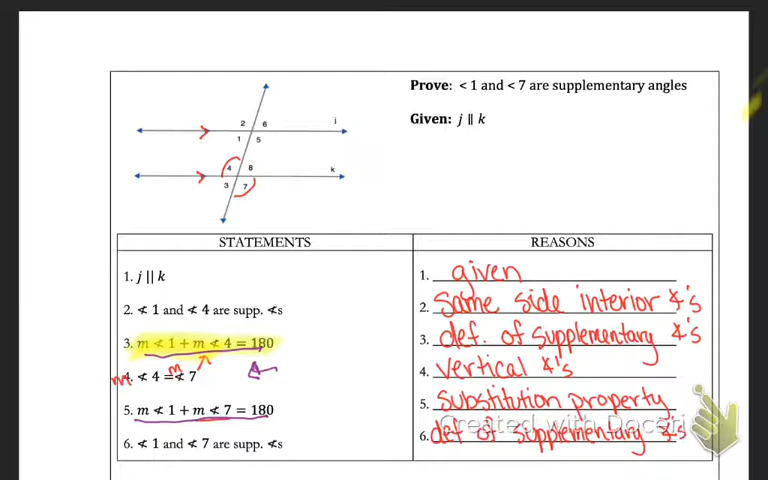 Prove: < 1 and < 7 are supplementary angles
Given: j || k
2 6 j
1 5
4 8 k
3 7
STATEMENTS REASONS
1. j || k 1. given
2. ∢ 1 and ∢ 4 are supp. ∢s 2. Same side interior ∢'s
3. m ∢ 1 + m ∢ 4 = 180 3. def. of supplementary ∢'s
4. m ∢ 4 = m ∢ 7 4. vertical ∢'s
5. m ∢ 1 + m ∢ 7 = 180 5. substitution property
6. ∢ 1 and ∢ 7 are supp. ∢s 6. def of supplementary ∢'s
Created with Doceri